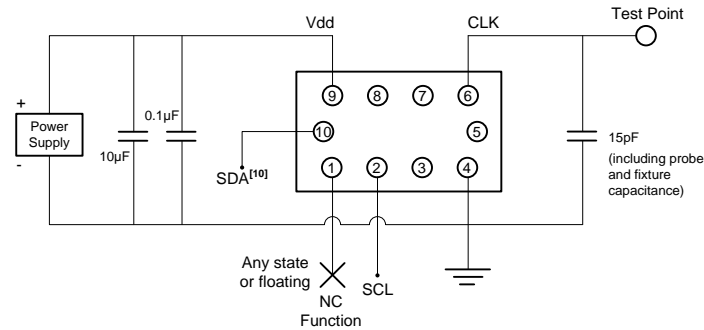 Test Point
Vdd
CLK
9
8
7
6
+
Power
Supply
-
10µF
0.1µF
10
5
SDA[10]
1
2
3
4
15pF
(including probe
and fixture
capacitance)
Any state
or floating
NC
Function
SCL